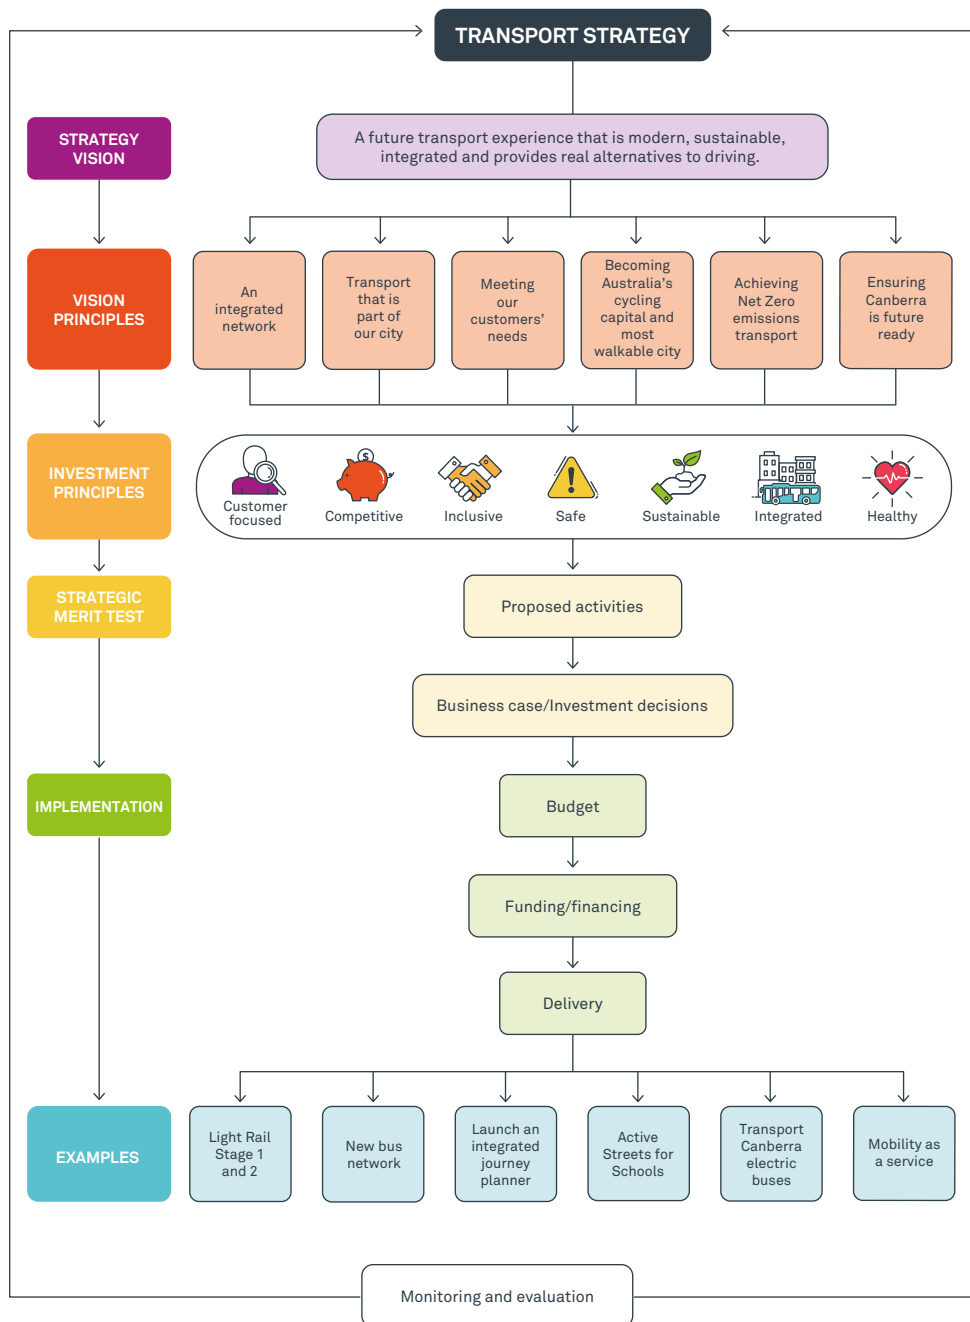 TRANSPORT STRATEGY
STRATEGY
VISION
A future transport experience that is modern, sustainable,
integrated and provides real alternatives to driving.
VISION
PRINCIPLES
An
integrated
network
Transport
that is
part of
our city
Meeting
our
customers’
needs
Becoming
Australia’s
cycling
capital and
most
walkable city
Achieving
Net Zero
emissions
transport
Ensuring
Canberra
is future
ready
INVESTMENT
PRINCIPLES
$
Customer
focused
Competitive
Inclusive
Safe
Sustainable
Integrated
Healthy
STRATEGIC
MERIT TEST
Proposed activities
Business case/Investment decisions
IMPLEMENTATION
Budget
Funding/financing
Delivery
EXAMPLES
Light Rail
Stage 1
and 2
New bus
network
Launch an
integrated
journey
planner
Active
Streets for
Schools
Transport
Canberra
electric
buses
Mobility as
a service
Monitoring and evaluation